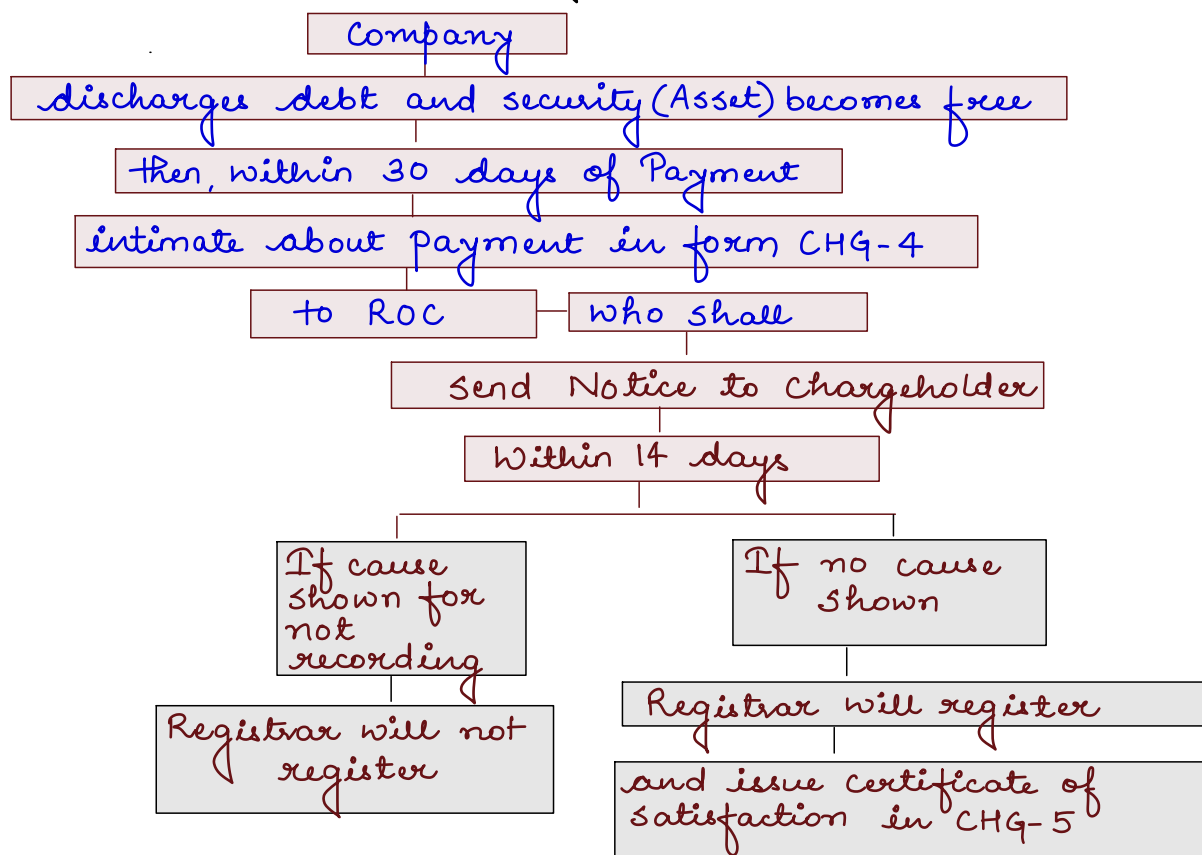 Company
discharges debt and security (Asset) becomes free
then, within 30 days of Payment
intimate about payment in form CHG-4
to ROC
who shall
Send Notice to Chargeholder
Within 14 days
If cause
shown for
not
recording
Registrar will not
register
If no cause
shown
Registrar will register
and issue certificate of
satisfaction in CHG-5